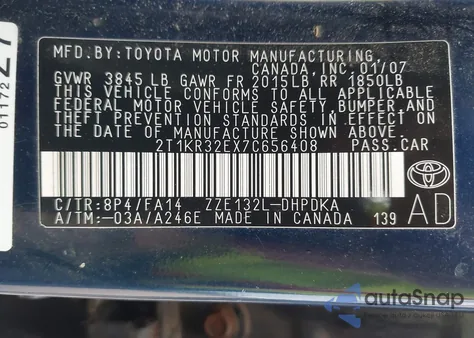 MFD.BY:TOYOTA MOTOR MANUFACTURING
CANADA, INC. 01/07
GVWR 3845 LB GAWR FR 2015LB RR 1850LB
THIS VEHICLE CONFORMS TO ALL APPLICABLE
FEDERAL MOTOR VEHICLE SAFETY, BUMPER, AND
THEFT PREVENTION STANDARDS IN EFFECT ON
THE DATE OF MANUFACTURE SHOWN ABOVE.
2T1KR32EX7C656408 PASS.CAR
C/TR:8P4/FA14 ZZE132L-DHPDKA
A/TM:-03A/A246E MADE IN CANADA 139
TOYOTA
AD
01172
27
autoSnap